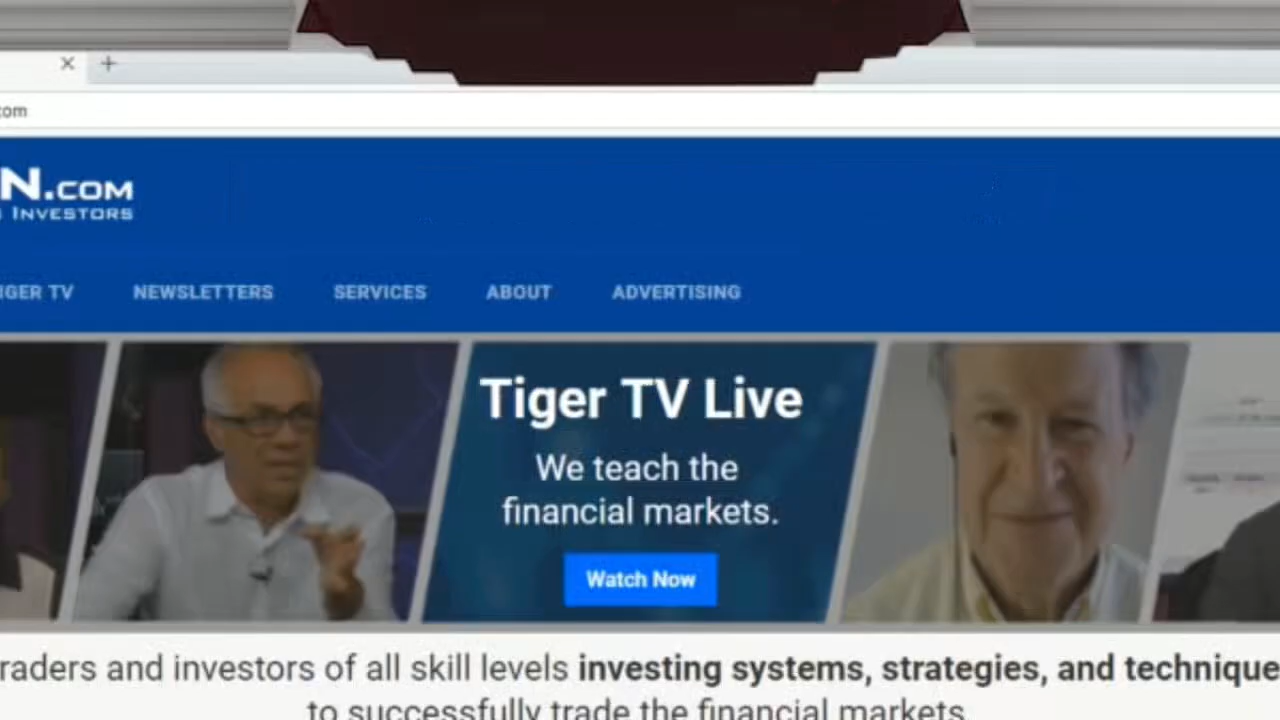 × +
com
N.COM
INVESTORS
IGER TV NEWSLETTERS SERVICES ABOUT ADVERTISING
Tiger TV Live
We teach the
financial markets.
Watch Now
raders and investors of all skill levels investing systems, strategies, and technique
to successfully trade the financial markets.